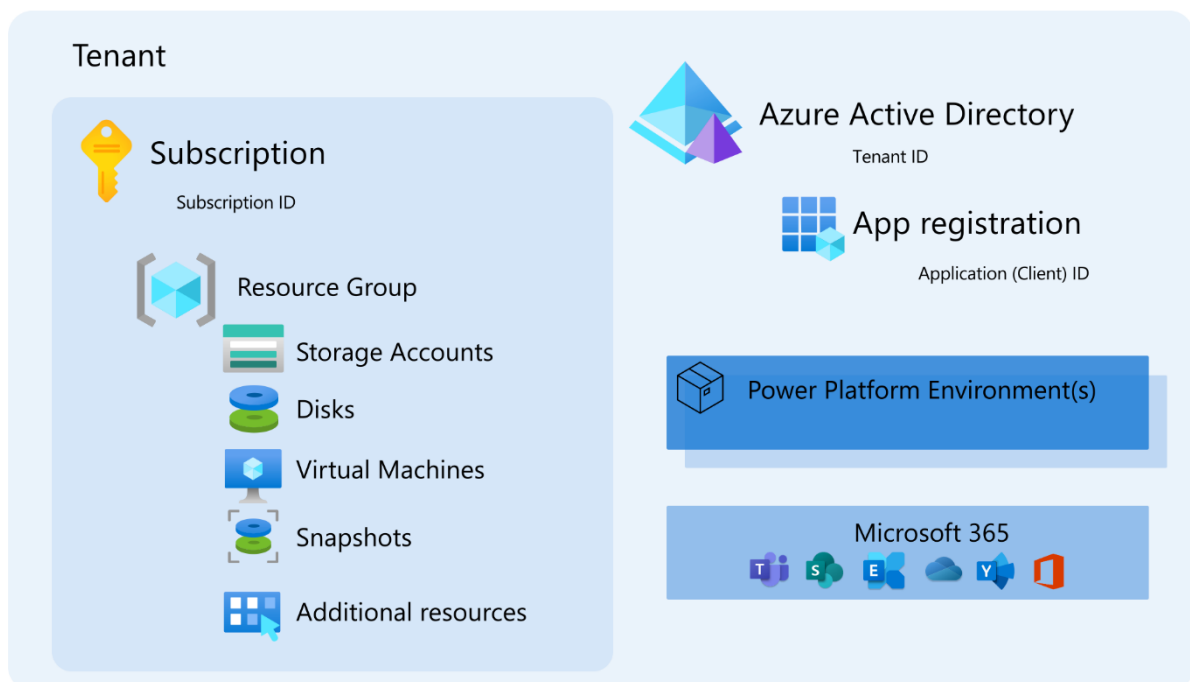 Tenant
Subscription
Subscription ID
Resource Group
Storage Accounts
Disks
Virtual Machines
Snapshots
Additional resources
Azure Active Directory
Tenant ID
App registration
Application (Client) ID
Power Platform Environment(s)
Microsoft 365
T S E Y